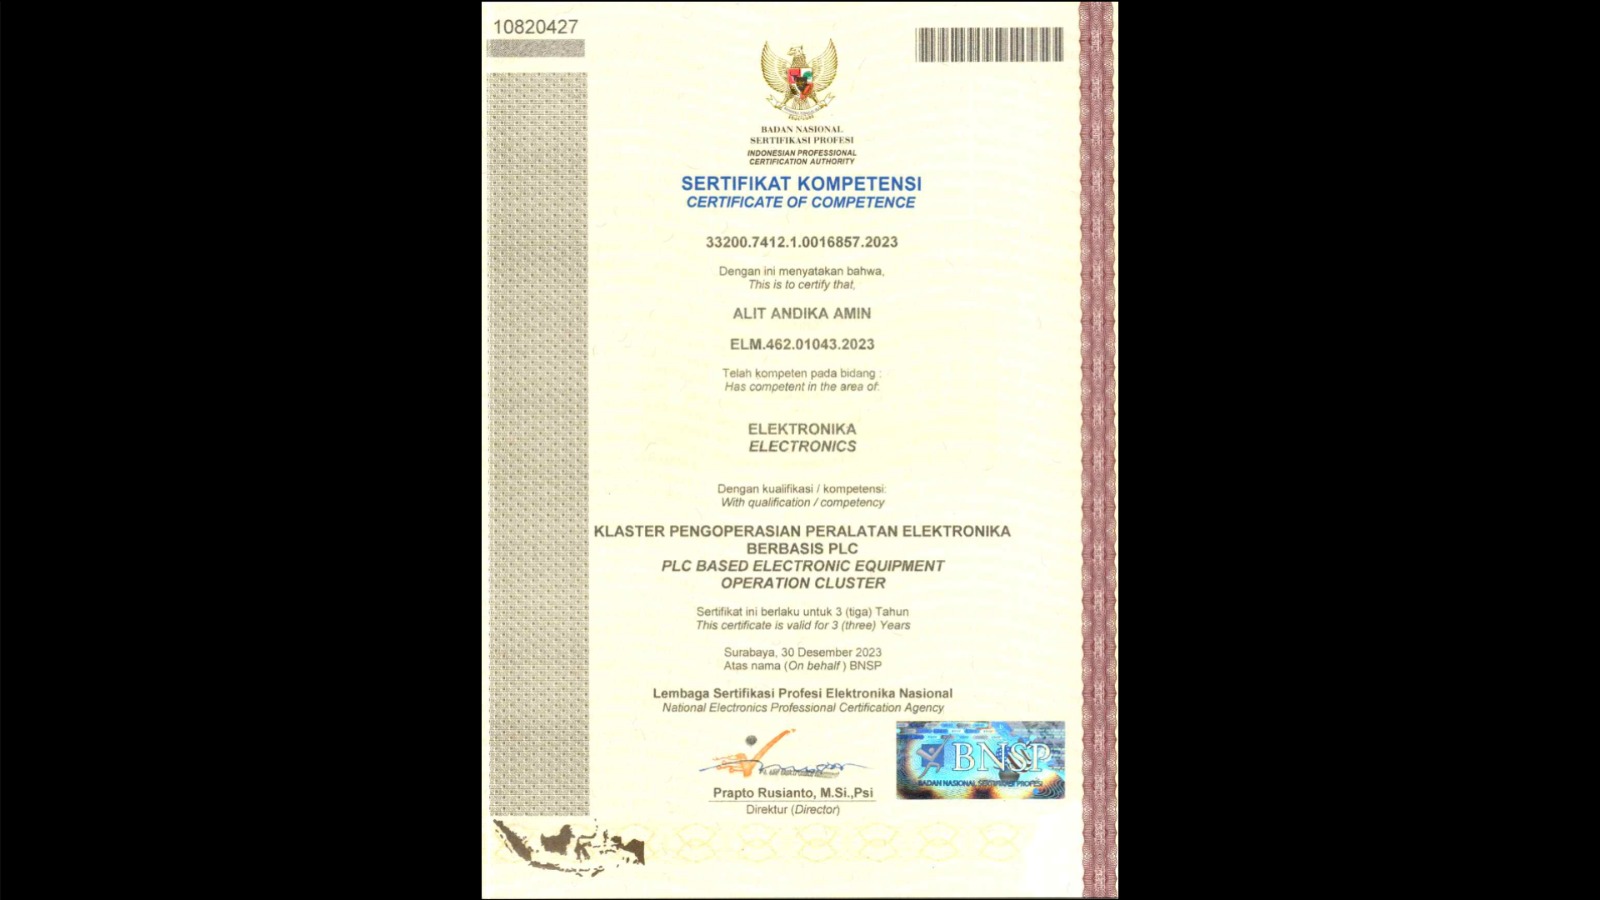 10820427
BADAN NASIONAL
SERTIFIKASI PROFESI
INDONESIAN PROFESSIONAL
CERTIFICATION AUTHORITY
SERTIFIKAT KOMPETENSI
CERTIFICATE OF COMPETENCE
33200.7412.1.0016857.2023
Dengan ini menyatakan bahwa,
This is to certify that,
ALIT ANDIKA AMIN
ELM.462.01043.2023
Telah kompeten pada bidang :
Has competent in the area of:
ELEKTRONIKA
ELECTRONICS
Dengan kualifikasi / kompetensi:
With qualification / competency
KLASTER PENGOPERASIAN PERALATAN ELEKTRONIKA
BERBASIS PLC
PLC BASED ELECTRONIC EQUIPMENT
OPERATION CLUSTER
Sertifikat ini berlaku untuk 3 (tiga) Tahun
This certificate is valid for 3 (three) Years
Surabaya, 30 Desember 2023
Atas nama (On behalf ) BNSP
Lembaga Sertifikasi Profesi Elektronika Nasional
National Electronics Professional Certification Agency
BNSP
BADAN NASIONAL SERTIFIKASI PROFESI
Prapto Rusianto, M.Si.,Psi
Direktur (Director)